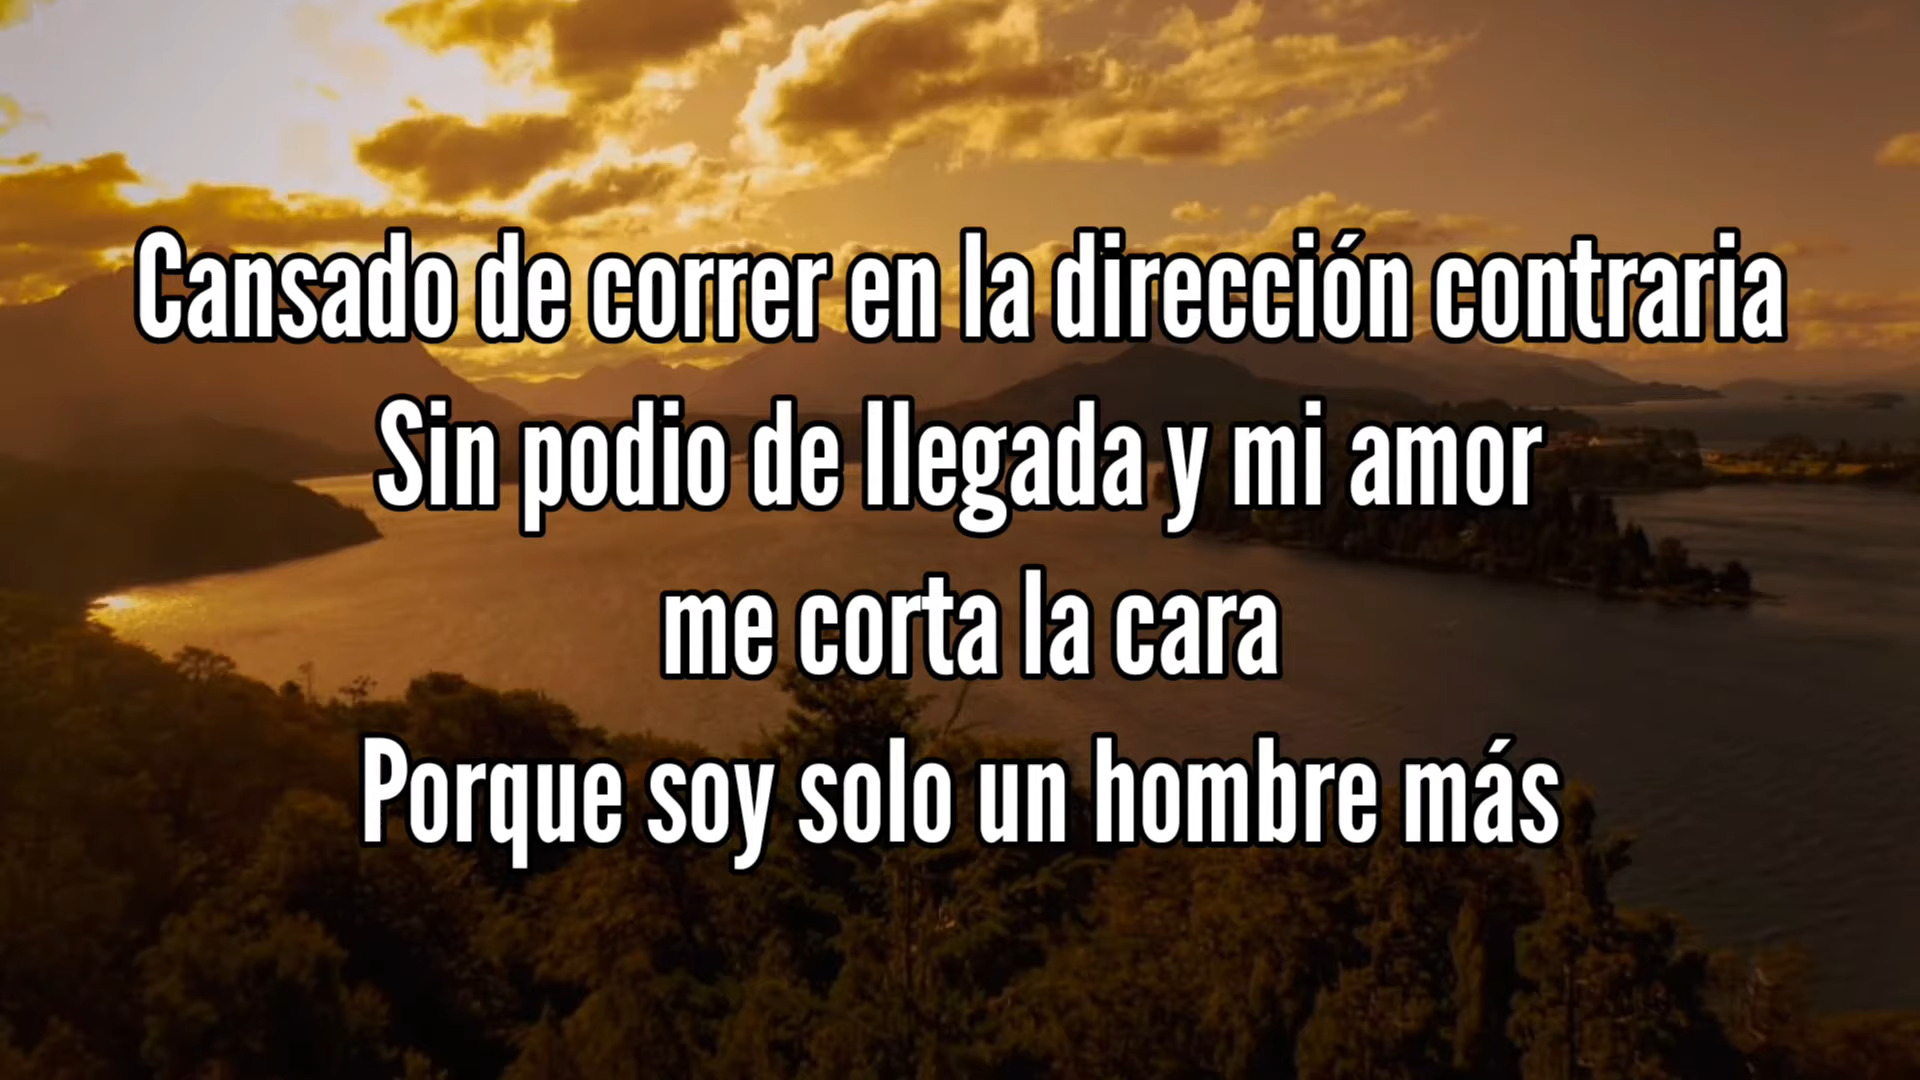 Cansado de correr en la dirección contraria
Sin podio de llegada y mi amor
me corta la cara
Porque soy solo un hombre más